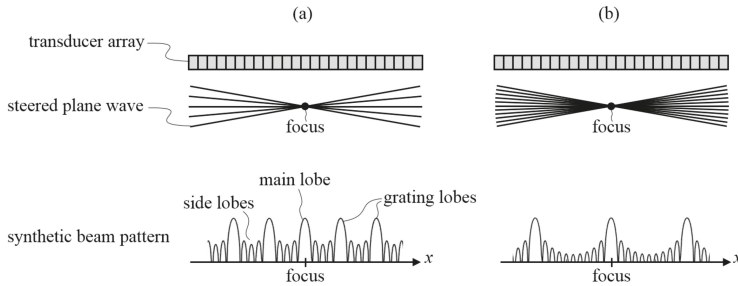 (a)
(b)
transducer array
steered plane wave
focus
focus
main lobe
side lobes
grating lobes
synthetic beam pattern
x
x
focus
focus